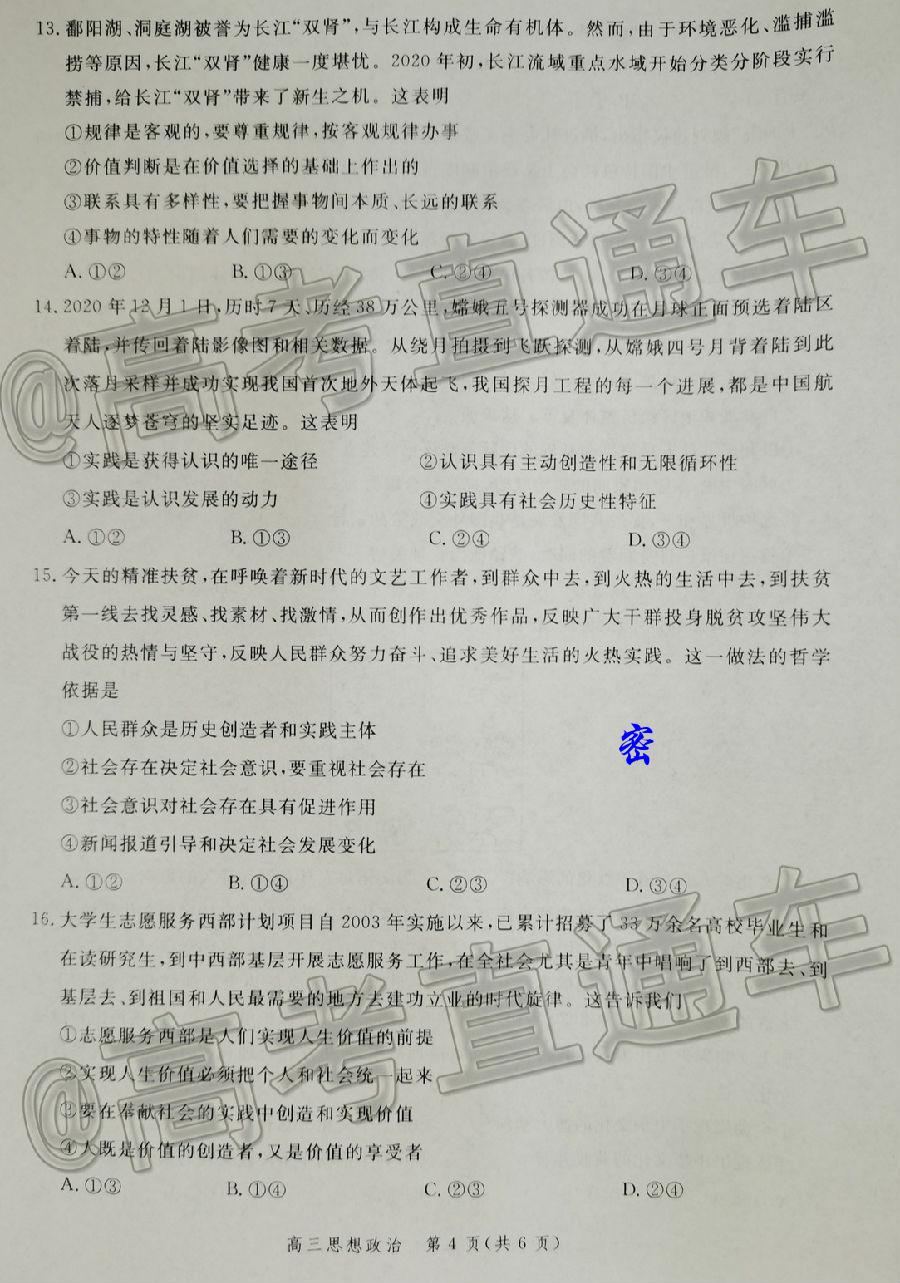 13. 鄱阳湖、洞庭湖被誉为长江“双肾”，与长江构成生命有机体。然而，由于环境恶化、滥捕滥
捞等原因，长江“双肾”健康一度堪忧。2020年初，长江流域重点水域开始分类分阶段实行
禁捕，给长江“双肾”带来了新生之机。这表明
①规律是客观的，要尊重规律，按客观规律办事
②价值判断是在价值选择的基础上作出的
③联系具有多样性，要把握事物间本质、长远的联系
④事物的特性随着人们需要的变化而变化
A. ①② B. ①③ C. ②④ D. ③④
14. 2020年12月1日，历时7天、历经38万公里，嫦娥五号探测器成功在月球正面预选着陆区
着陆，并传回着陆影像图和相关数据。从绕月拍摄到飞跃探测，从嫦娥四号月背着陆到此
次落月采样并成功实现我国首次地外天体起飞，我国探月工程的每一个进展，都是中国航
天人逐梦苍穹的坚实足迹。这表明
①实践是获得认识的唯一途径 ②认识具有主动创造性和无限循环性
③实践是认识发展的动力 ④实践具有社会历史性特征
A. ①② B. ①③ C. ②④ D. ③④
15. 今天的精准扶贫，在呼唤着新时代的文艺工作者，到群众中去，到火热的生活中去，到扶贫
第一线去找灵感、找素材、找激情，从而创作出优秀作品，反映广大干群投身脱贫攻坚伟大
战役的热情与坚守，反映人民群众努力奋斗、追求美好生活的火热实践。这一做法的哲学
依据是
①人民群众是历史创造者和实践主体
密
②社会存在决定社会意识，要重视社会存在
③社会意识对社会存在具有促进作用
④新闻报道引导和决定社会发展变化
A. ①② B. ①④ C. ②③ D. ③④
16. 大学生志愿服务西部计划项目自2003年实施以来，已累计招募了33万余名高校毕业生和
在读研究生，到中西部基层开展志愿服务工作，在全社会尤其是青年中唱响了到西部去、到
基层去、到祖国和人民最需要的地方去建功立业的时代旋律。这告诉我们
①志愿服务西部是人们实现人生价值的前提
②实现人生价值必须把个人和社会统一起来
③要在奉献社会的实践中创造和实现价值
④人既是价值的创造者，又是价值的享受者
A. ①③ B. ①④ C. ②③ D. ②④
高三思想政治 第4页(共6页)
@高考直通车
@高考直通车